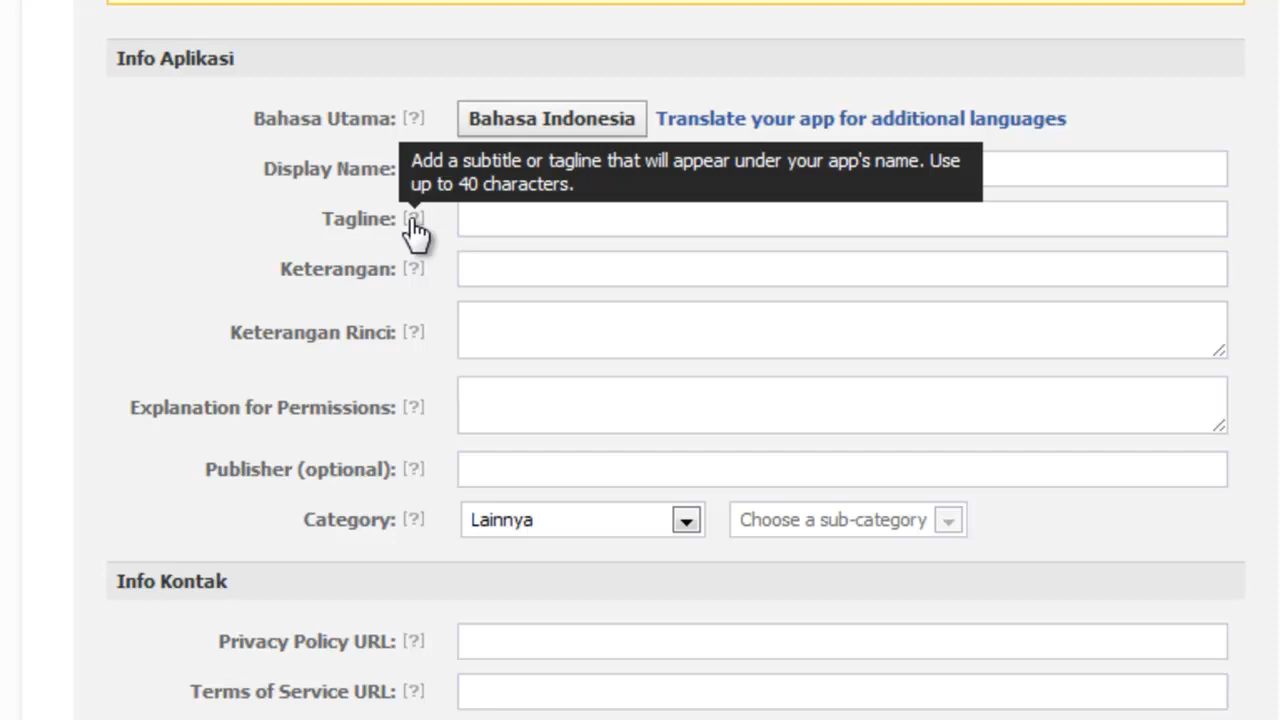 Info Aplikasi
Bahasa Utama: [?] Bahasa Indonesia Translate your app for additional languages
Add a subtitle or tagline that will appear under your app's name. Use
up to 40 characters.
Display Name:
Tagline: [?]
Keterangan: [?]
Keterangan Rinci: [?]
Explanation for Permissions: [?]
Publisher (optional): [?]
Category: [?] Lainnya Choose a sub-category
Info Kontak
Privacy Policy URL: [?]
Terms of Service URL: [?]